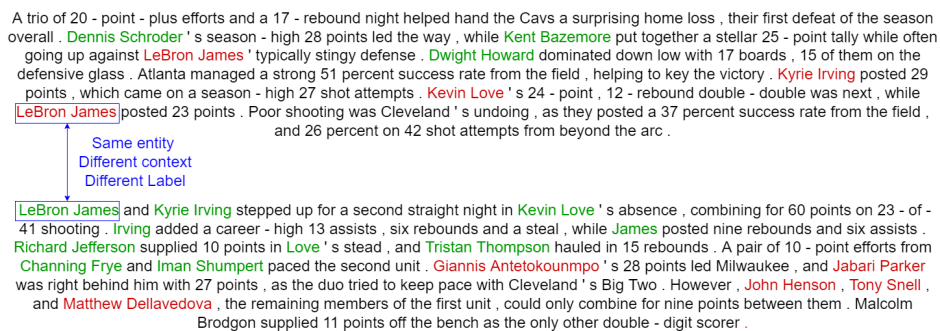 A trio of 20 - point - plus efforts and a 17 - rebound night helped hand the Cavs a surprising home loss , their first defeat of the season
overall . Dennis Schroder ' s season - high 28 points led the way , while Kent Bazemore put together a stellar 25 - point tally while often
going up against LeBron James ' typically stingy defense . Dwight Howard dominated down low with 17 boards , 15 of them on the
defensive glass . Atlanta managed a strong 51 percent success rate from the field , helping to key the victory . Kyrie Irving posted 29
points , which came on a season - high 27 shot attempts . Kevin Love ' s 24 - point , 12 - rebound double - double was next , while
LeBron James posted 23 points . Poor shooting was Cleveland ' s undoing , as they posted a 37 percent success rate from the field ,
and 26 percent on 42 shot attempts from beyond the arc .
Same entity
Different context
Different Label
LeBron James and Kyrie Irving stepped up for a second straight night in Kevin Love ' s absence , combining for 60 points on 23 - of -
41 shooting . Irving added a career - high 13 assists , six rebounds and a steal , while James posted nine rebounds and six assists .
Richard Jefferson supplied 10 points in Love ' s stead , and Tristan Thompson hauled in 15 rebounds . A pair of 10 - point efforts from
Channing Frye and Iman Shumpert paced the second unit . Giannis Antetokounmpo ' s 28 points led Milwaukee , and Jabari Parker
was right behind him with 27 points , as the duo tried to keep pace with Cleveland ' s Big Two . However , John Henson , Tony Snell ,
and Matthew Dellavedova , the remaining members of the first unit , could only combine for nine points between them . Malcolm
Brodgon supplied 11 points off the bench as the only other double - digit scorer .